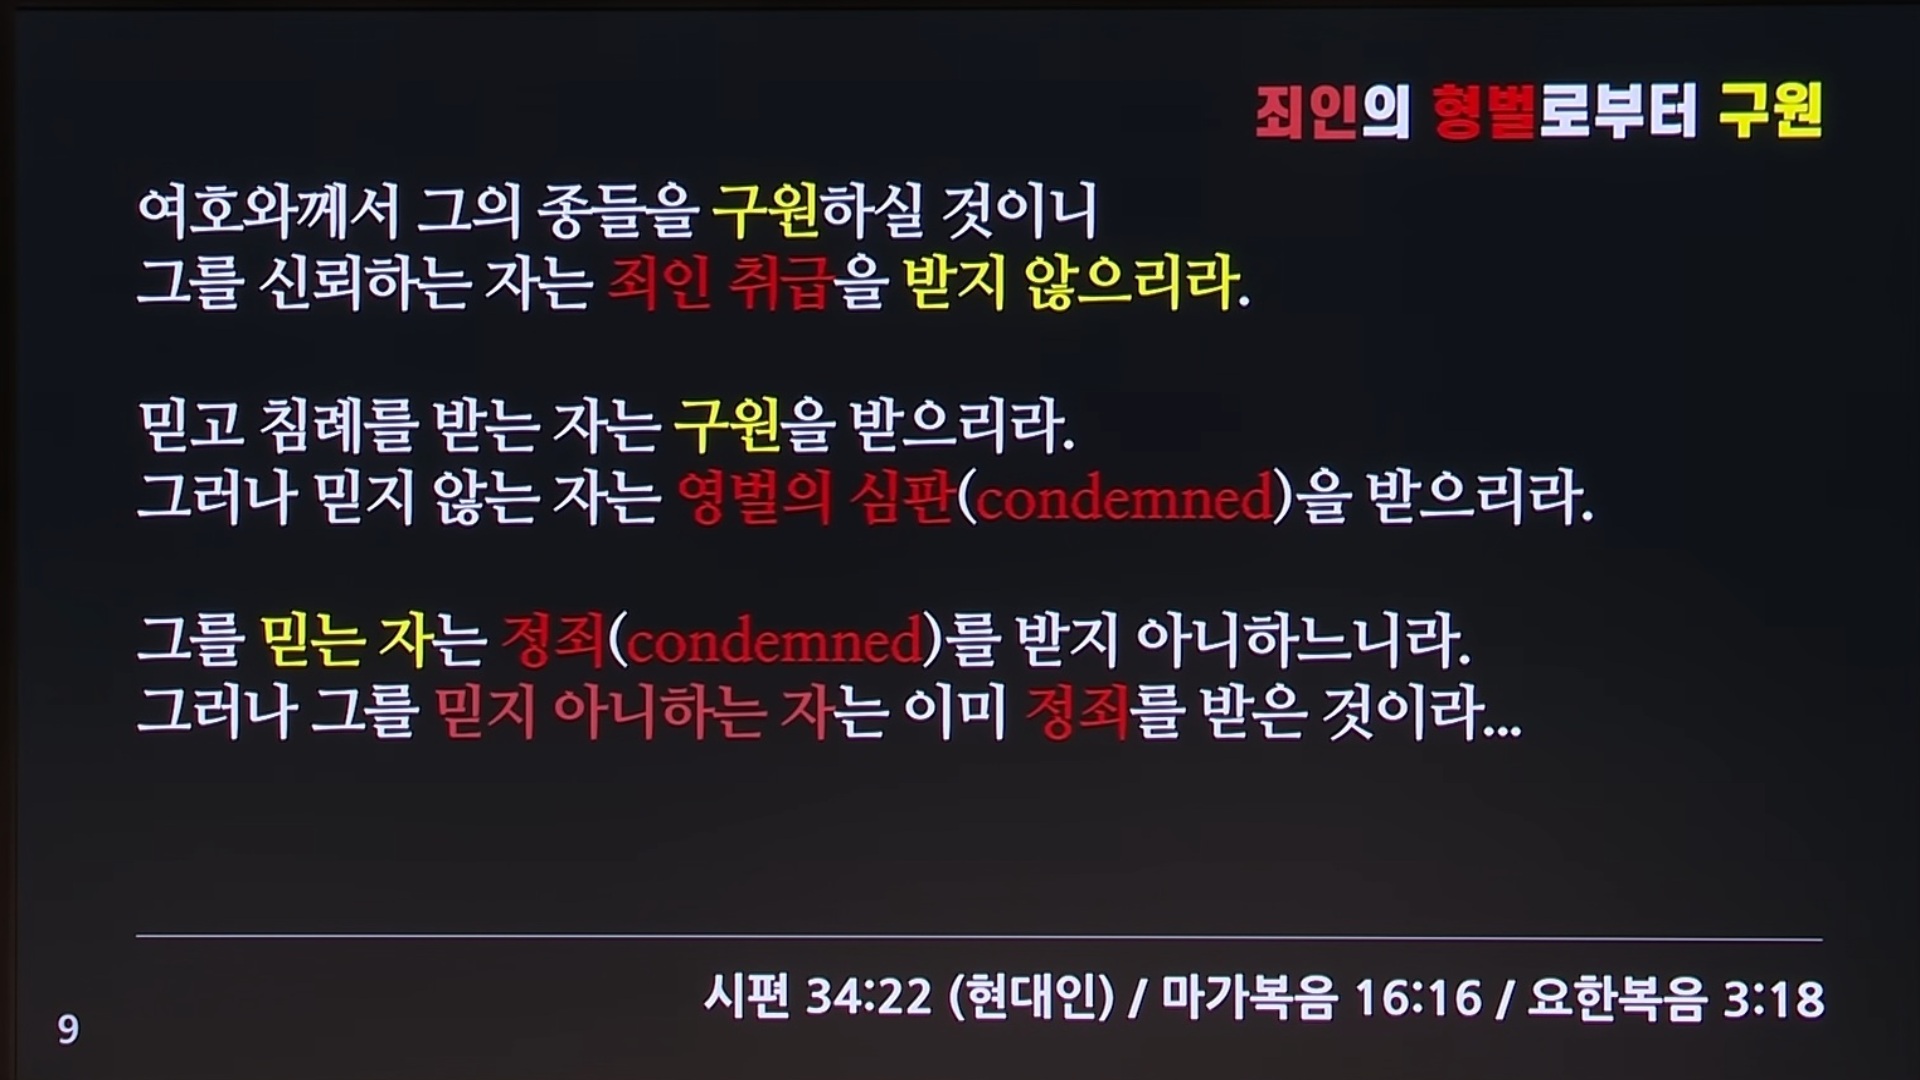 죄인의 형벌로부터 구원
여호와께서 그의 종들을 구원하실 것이니
그를 신뢰하는 자는 죄인 취급을 받지 않으리라.
믿고 침례를 받는 자는 구원을 받으리라.
그러나 믿지 않는 자는 영벌의 심판(condemned)을 받으리라.
그를 믿는 자는 정죄(condemned)를 받지 아니하느니라.
그러나 그를 믿지 아니하는 자는 이미 정죄를 받은 것이라...
시편 34:22 (현대인) / 마가복음 16:16 / 요한복음 3:18
9